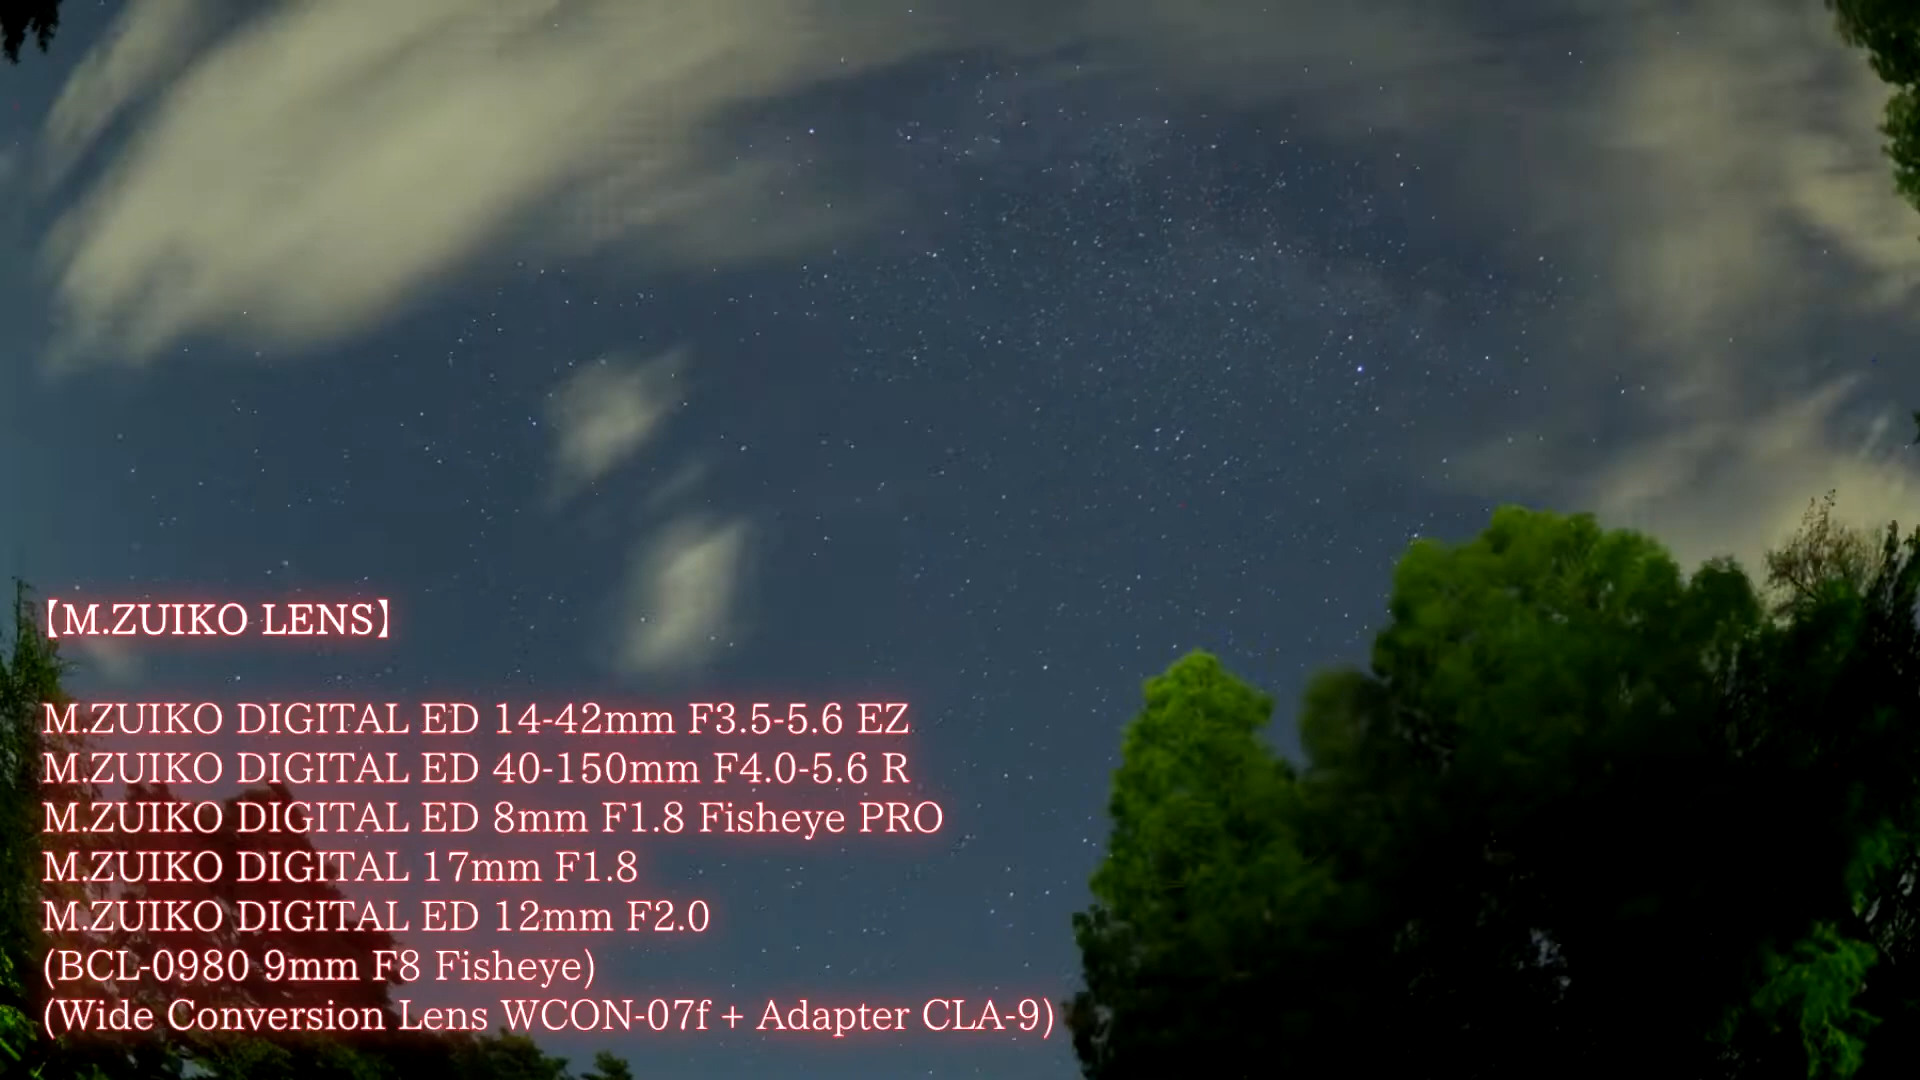 【M.ZUIKO LENS】
M.ZUIKO DIGITAL ED 14-42mm F3.5-5.6 EZ
M.ZUIKO DIGITAL ED 40-150mm F4.0-5.6 R
M.ZUIKO DIGITAL ED 8mm F1.8 Fisheye PRO
M.ZUIKO DIGITAL 17mm F1.8
M.ZUIKO DIGITAL ED 12mm F2.0
(BCL-0980 9mm F8 Fisheye)
(Wide Conversion Lens WCON-07f + Adapter CLA-9)